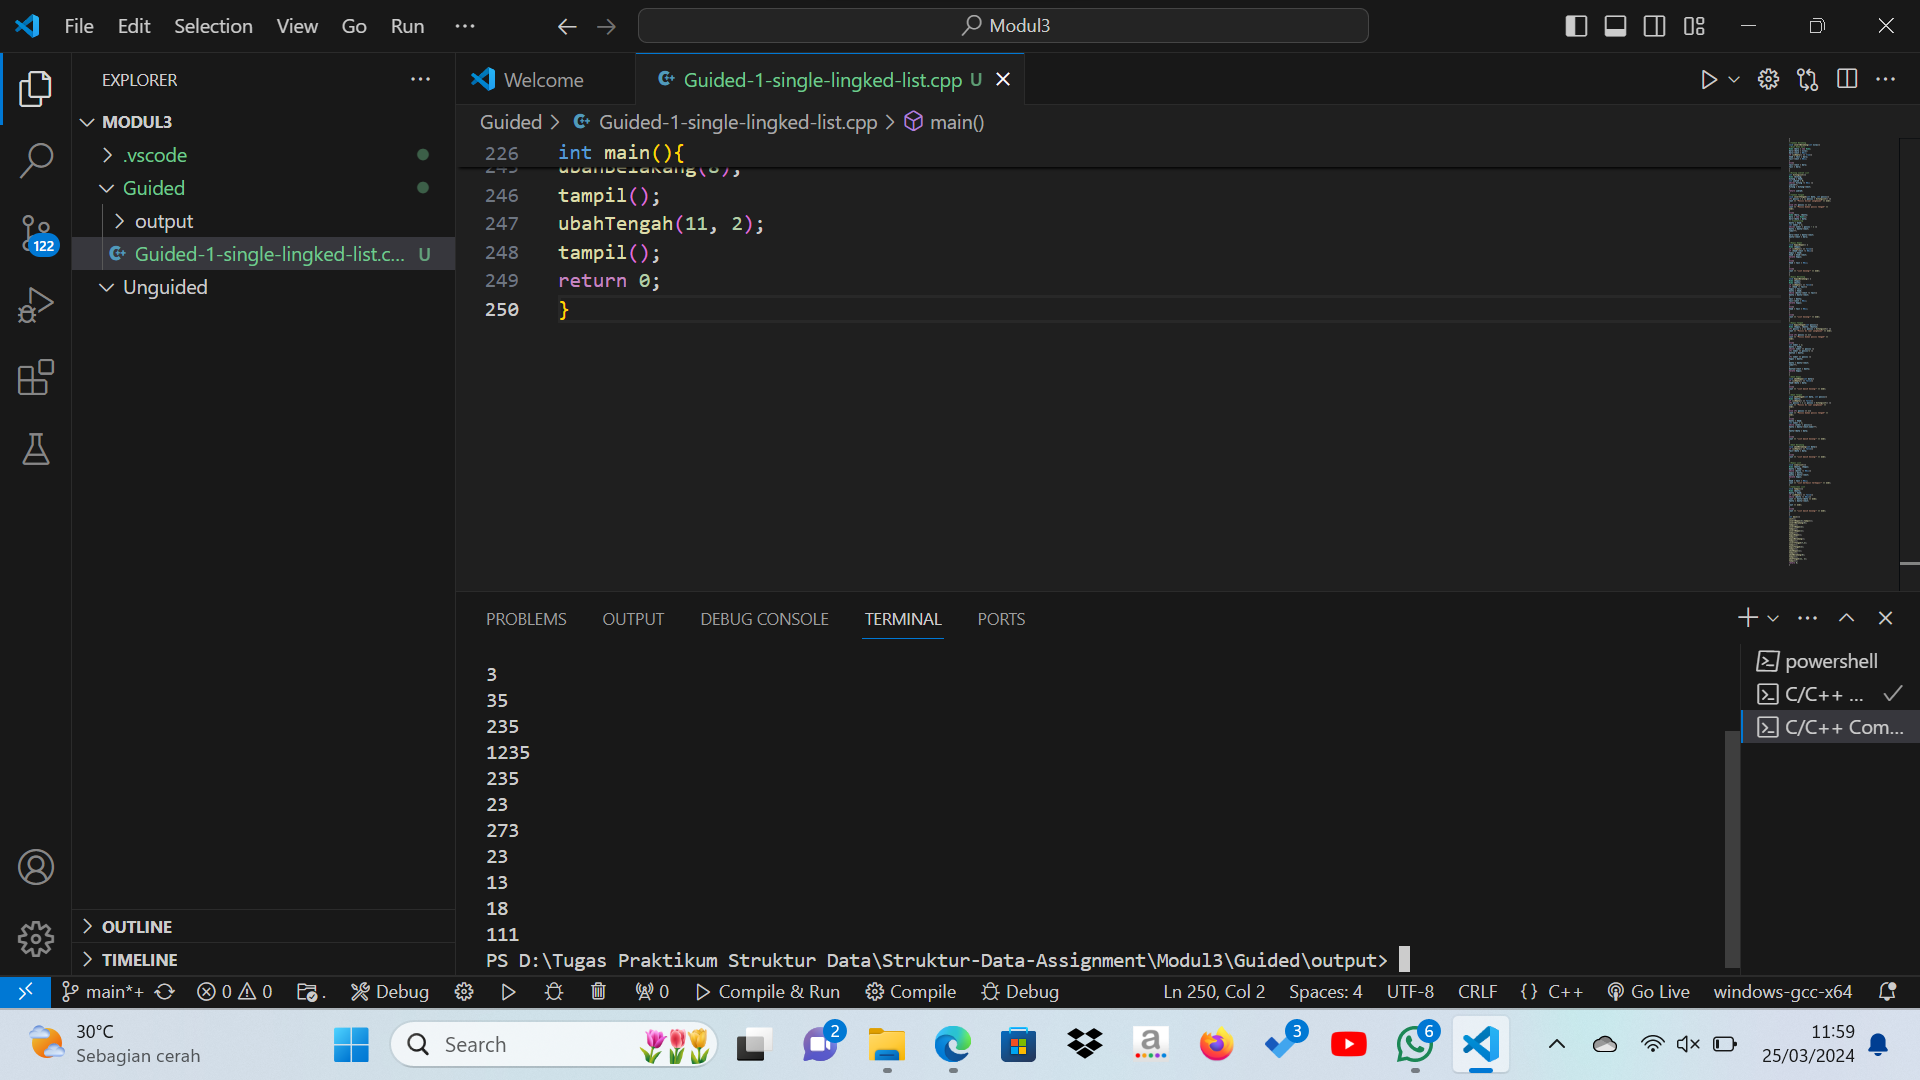 File Edit Selection View Go Run ...
Modul3
EXPLORER
MODUL3
.vscode
Guided
output
Guided-1-single-lingked-list.c... U
Unguided
OUTLINE
TIMELINE
122
Welcome
Guided-1-single-lingked-list.cpp U
Guided > Guided-1-single-lingked-list.cpp > main()
226 int main(){
245 ubahBelakang(8);
246 tampil();
247 ubahTengah(11, 2);
248 tampil();
249 return 0;
250 }
PROBLEMS OUTPUT DEBUG CONSOLE TERMINAL PORTS
3
35
235
1235
235
23
273
23
13
18
111
PS D:\Tugas Praktikum Struktur Data\Struktur-Data-Assignment\Modul3\Guided\output>
powershell
C/C++ ...
C/C++ Com...
main*+ 0 0 . Debug 0 Compile & Run Compile Debug Ln 250, Col 2 Spaces: 4 UTF-8 CRLF {} C++ Go Live windows-gcc-x64
30°C
Sebagian cerah
Search
2
a
3
6
11:59
25/03/2024